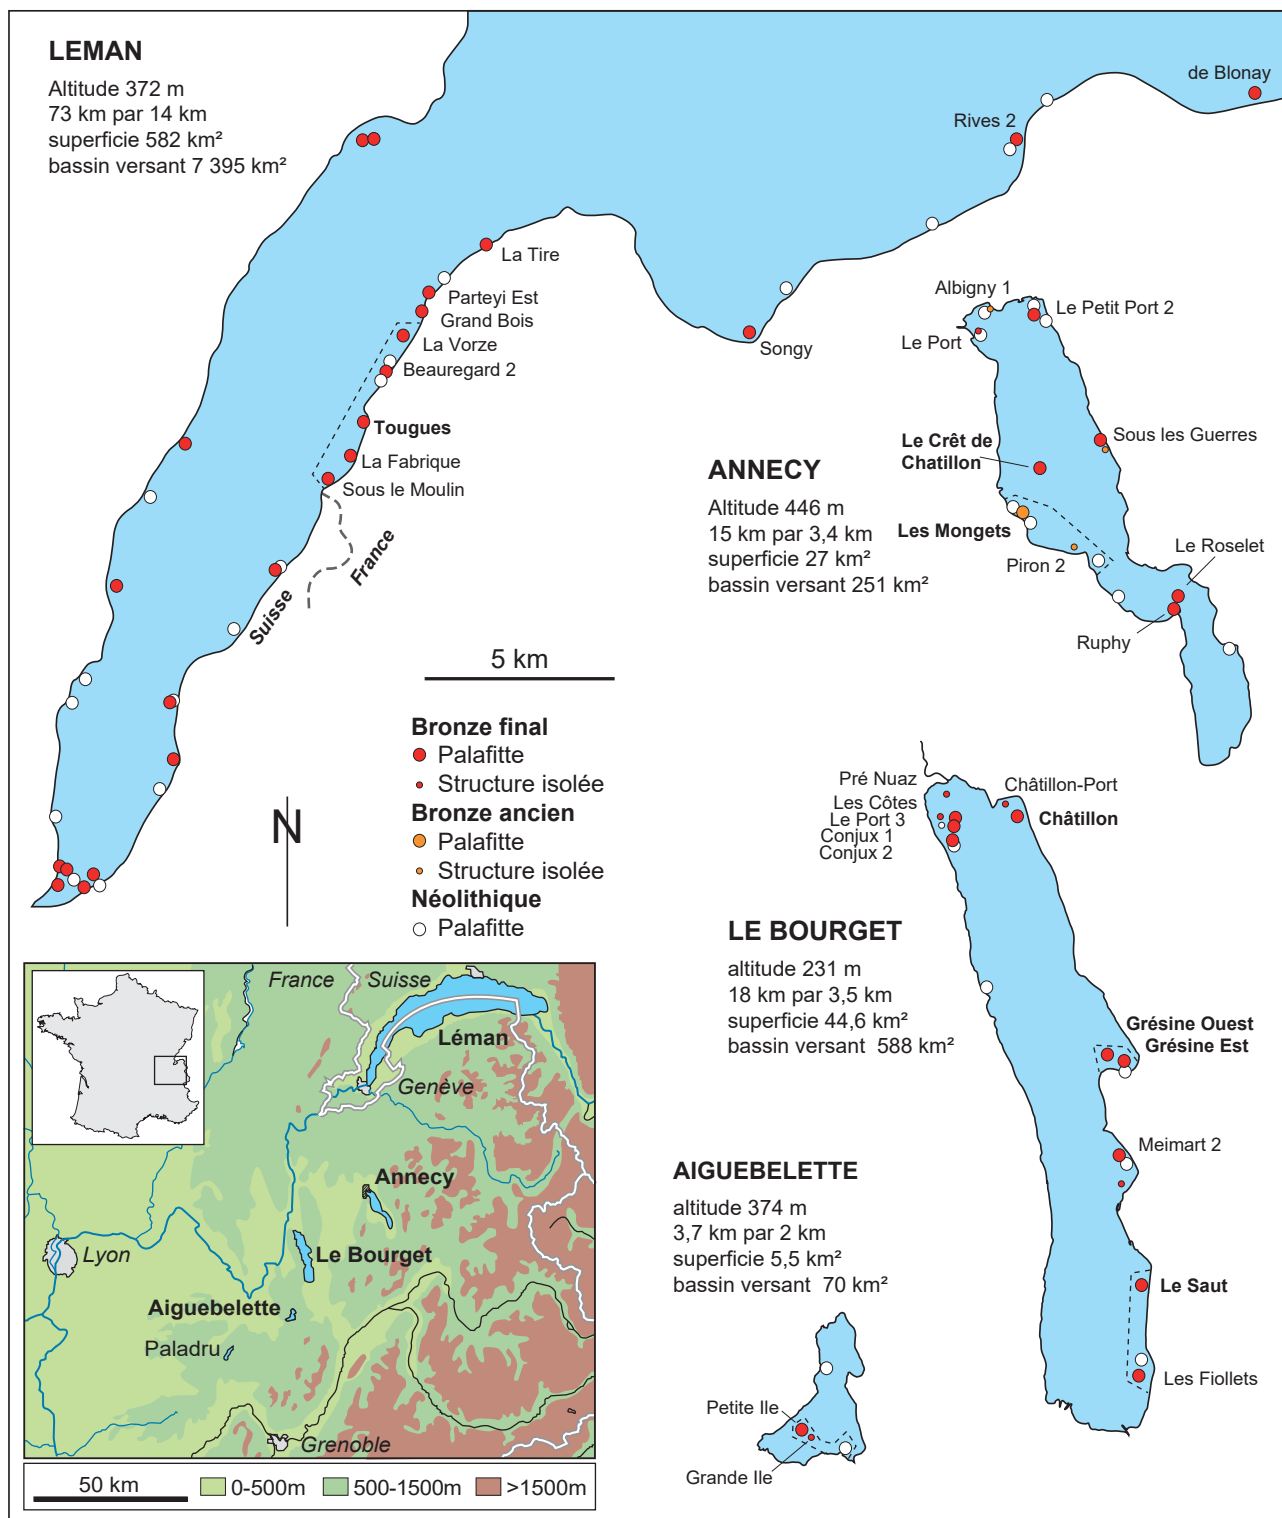 LEMAN
Altitude 372 m
73 km par 14 km
superficie 582 km²
bassin versant 7 395 km²
de Blonay
Rives 2
La Tire
Parteyi Est
Grand Bois
La Vorze
Beauregard 2
Tougues
La Fabrique
Sous le Moulin
Songy
Suisse
France
ANNECY
Altitude 446 m
15 km par 3,4 km
superficie 27 km²
bassin versant 251 km²
Albigny 1
Le Petit Port 2
Le Port
Sous les Guerres
Le Crêt de
Chatillon
Les Mongets
Piron 2
Le Roselet
Ruphy
5 km
Bronze final
Palafitte
Structure isolée
Bronze ancien
Palafitte
Structure isolée
Néolithique
Palafitte
N
Pré Nuaz
Les Côtes
Le Port 3
Conjux 1
Conjux 2
Châtillon-Port
Châtillon
LE BOURGET
altitude 231 m
18 km par 3,5 km
superficie 44,6 km²
bassin versant 588 km²
Grésine Ouest
Grésine Est
Meimart 2
Le Saut
Les Fiollets
AIGUEBELETTE
altitude 374 m
3,7 km par 2 km
superficie 5,5 km²
bassin versant 70 km²
Petite Ile
Grande Ile
France
Suisse
Léman
Genève
Annecy
Lyon
Le Bourget
Aiguebelette
Paladru
Grenoble
50 km
0-500m
500-1500m
>1500m